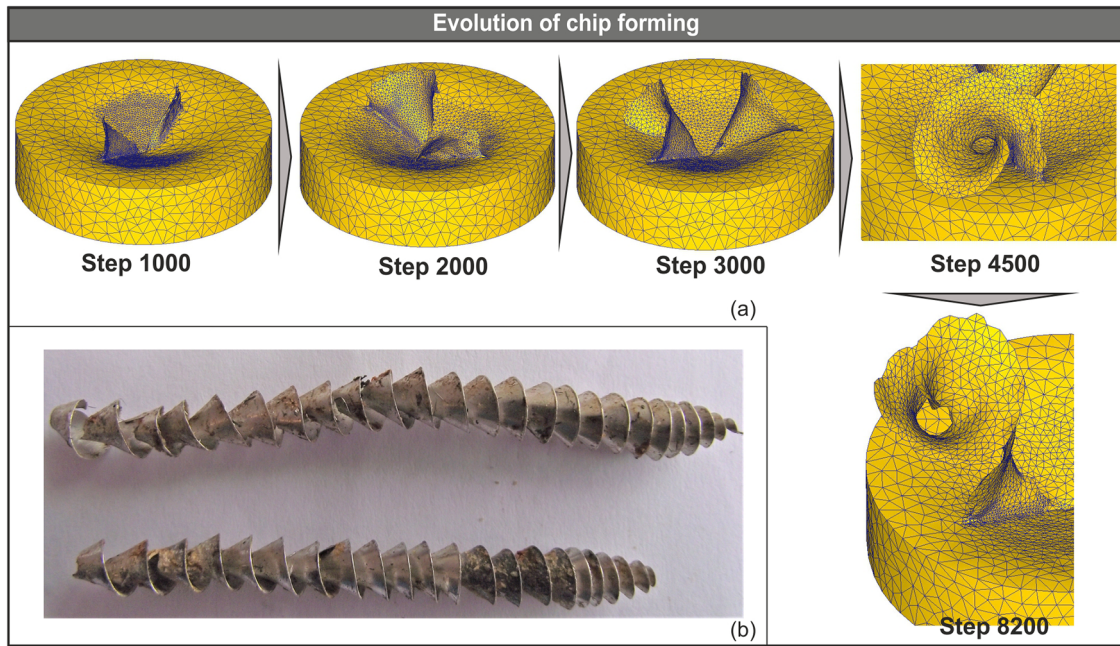 Evolution of chip forming
Step 1000
Step 2000
Step 3000
Step 4500
(a)
(b)
Step 8200